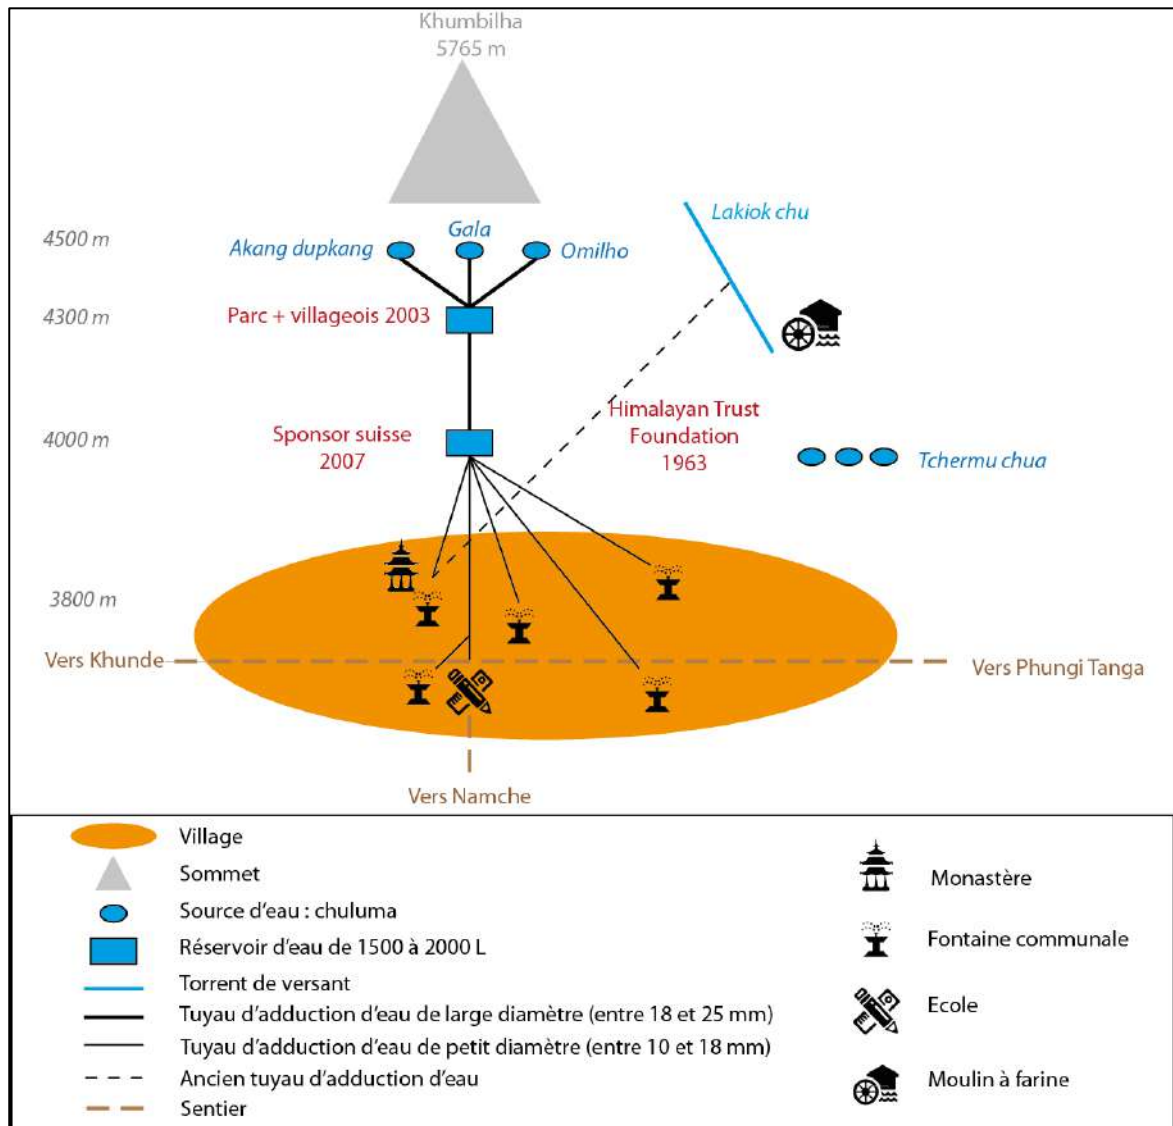 Khumbilha
5765 m
Lakiok chu
4500 m
Gala
Akang dupkang
Omilho
4300 m
Parc + villageois 2003
Himalayan Trust
Foundation
1963
4000 m
Sponsor suisse
2007
Tchermu chua
3800 m
Vers Khunde
Vers Phungi Tanga
Vers Namche
Village
Sommet
Source d'eau : chuluma
Réservoir d'eau de 1500 à 2000 L
Torrent de versant
Tuyau d'adduction d'eau de large diamètre (entre 18 et 25 mm)
Tuyau d'adduction d'eau de petit diamètre (entre 10 et 18 mm)
Ancien tuyau d'adduction d'eau
Sentier
Monastère
Fontaine communale
Ecole
Moulin à farine